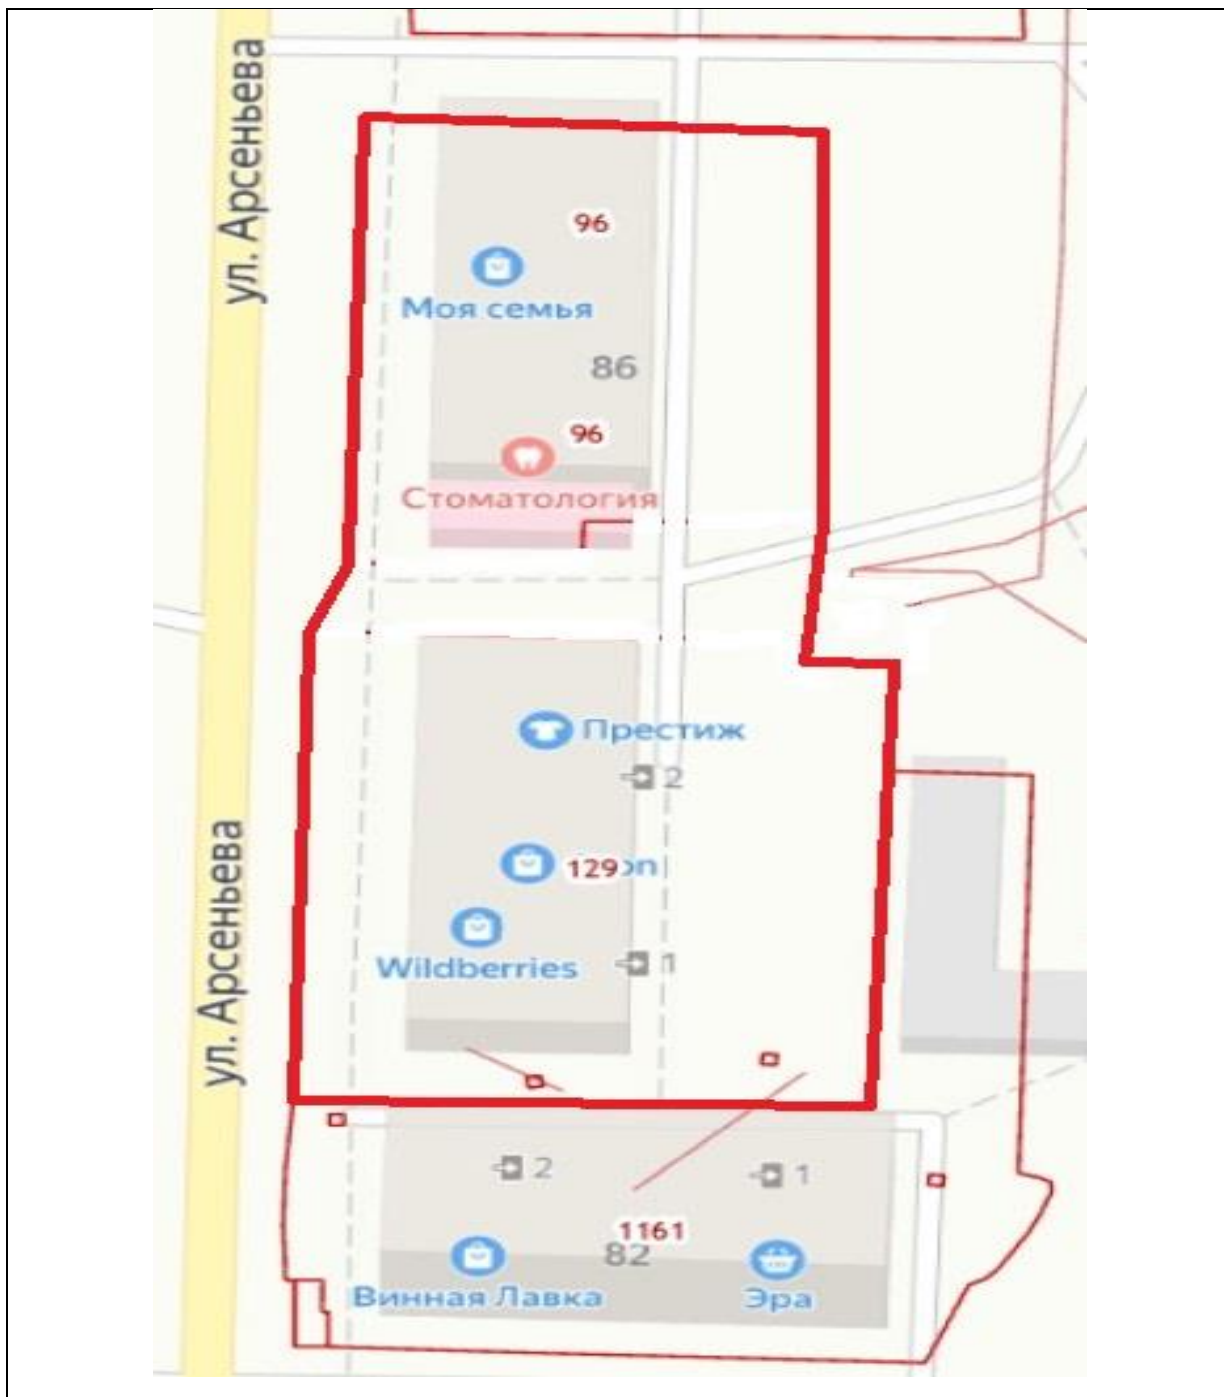 ул. Арсеньева
96
Моя семья
86
96
Стоматология
Престиж
2
129 on
Wildberries
1
ул. Арсеньева
2
1
1161
82
Винная Лавка
Эра